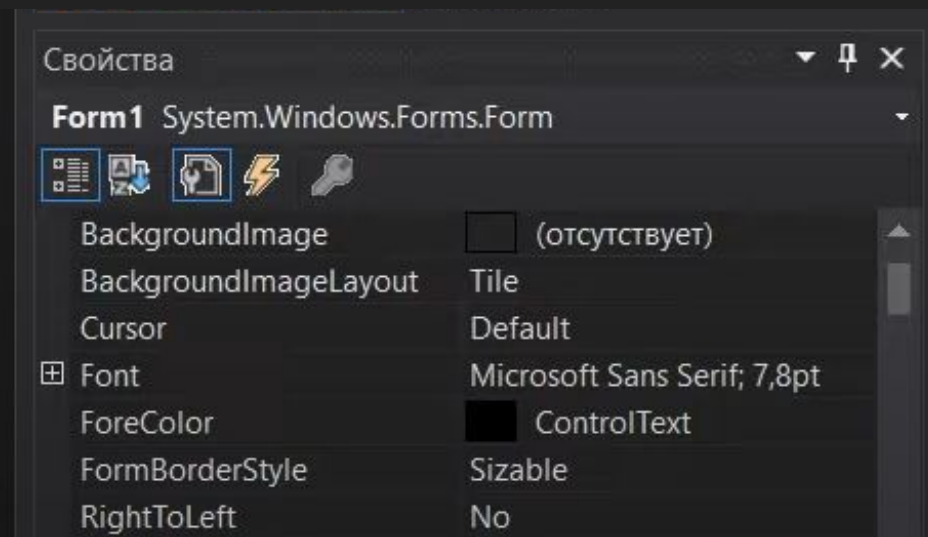 Свойства
Form1 System.Windows.Forms.Form
BackgroundImage (отсутствует)
BackgroundImageLayout Tile
Cursor Default
Font Microsoft Sans Serif; 7,8pt
ForeColor ControlText
FormBorderStyle Sizable
RightToLeft No